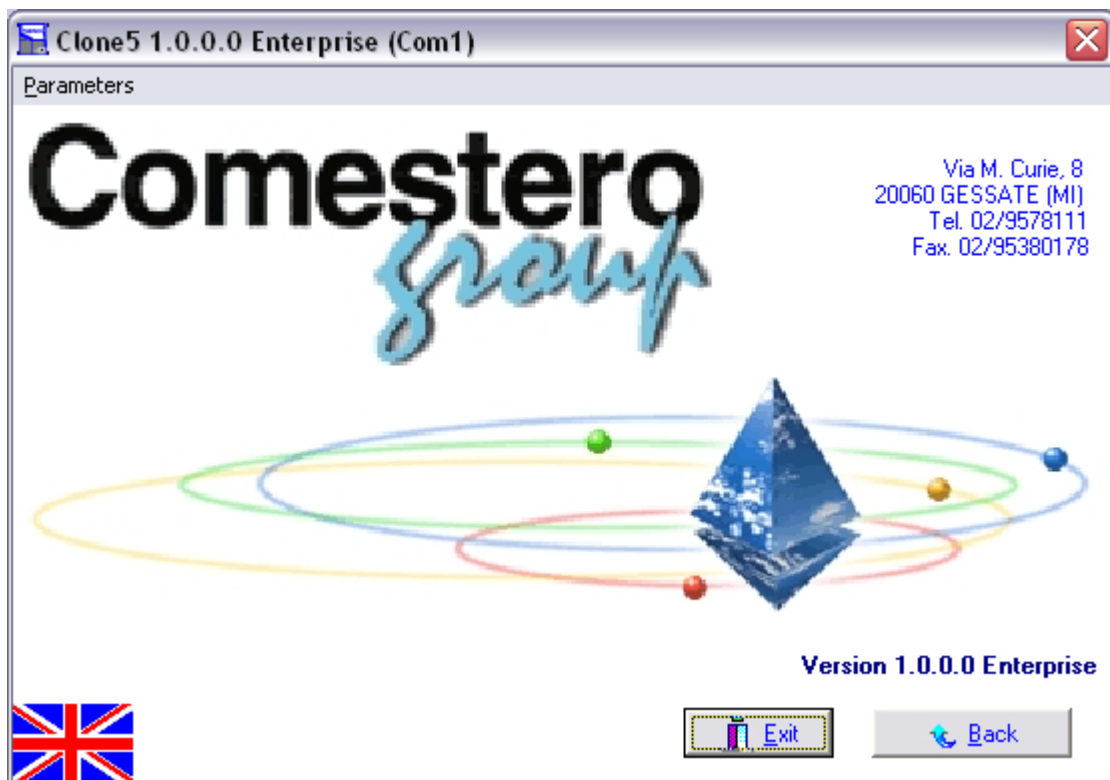 Clone5 1.0.0.0 Enterprise (Com1)
Parameters
Comestero
group
Via M. Curie, 8
20060 GESSATE (MI)
Tel. 02/9578111
Fax. 02/95380178
Version 1.0.0.0 Enterprise
Exit
Back